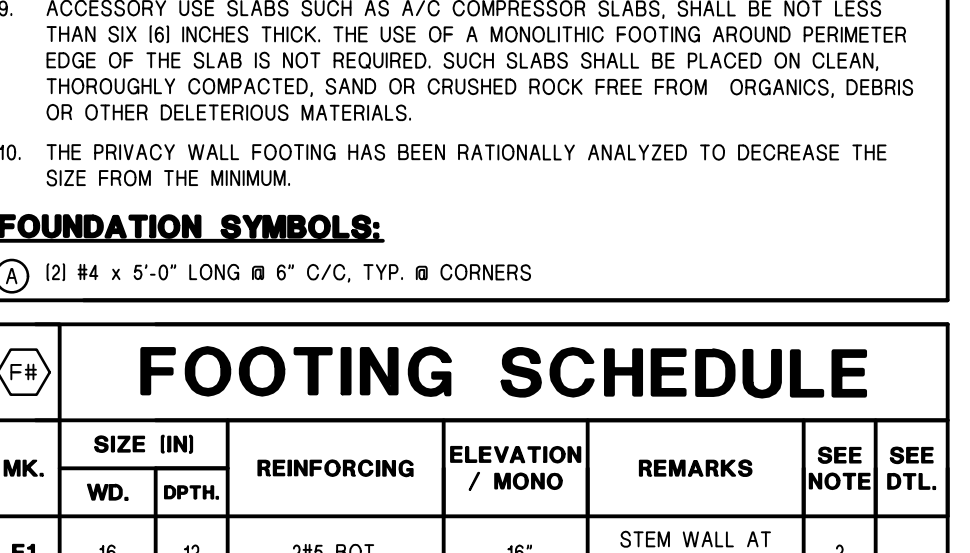 9. ACCESSORY USE SLABS SUCH AS A/C COMPRESSOR SLABS, SHALL BE NOT LESS
THAN SIX (6) INCHES THICK. THE USE OF A MONOLITHIC FOOTING AROUND PERIMETER
EDGE OF THE SLAB IS NOT REQUIRED. SUCH SLABS SHALL BE PLACED ON CLEAN,
THOROUGHLY COMPACTED, SAND OR CRUSHED ROCK FREE FROM ORGANICS, DEBRIS
OR OTHER DELETERIOUS MATERIALS.
10. THE PRIVACY WALL FOOTING HAS BEEN RATIONALLY ANALYZED TO DECREASE THE
SIZE FROM THE MINIMUM.
FOUNDATION SYMBOLS:
A (2) #4 x 5'-0" LONG @ 6" C/C, TYP. @ CORNERS
F# FOOTING SCHEDULE
MK. SIZE (IN) REINFORCING ELEVATION / MONO REMARKS SEE NOTE SEE DTL.
WD. DPTH.
F1 16 12 2#5 BOT 16" STEM WALL AT 2